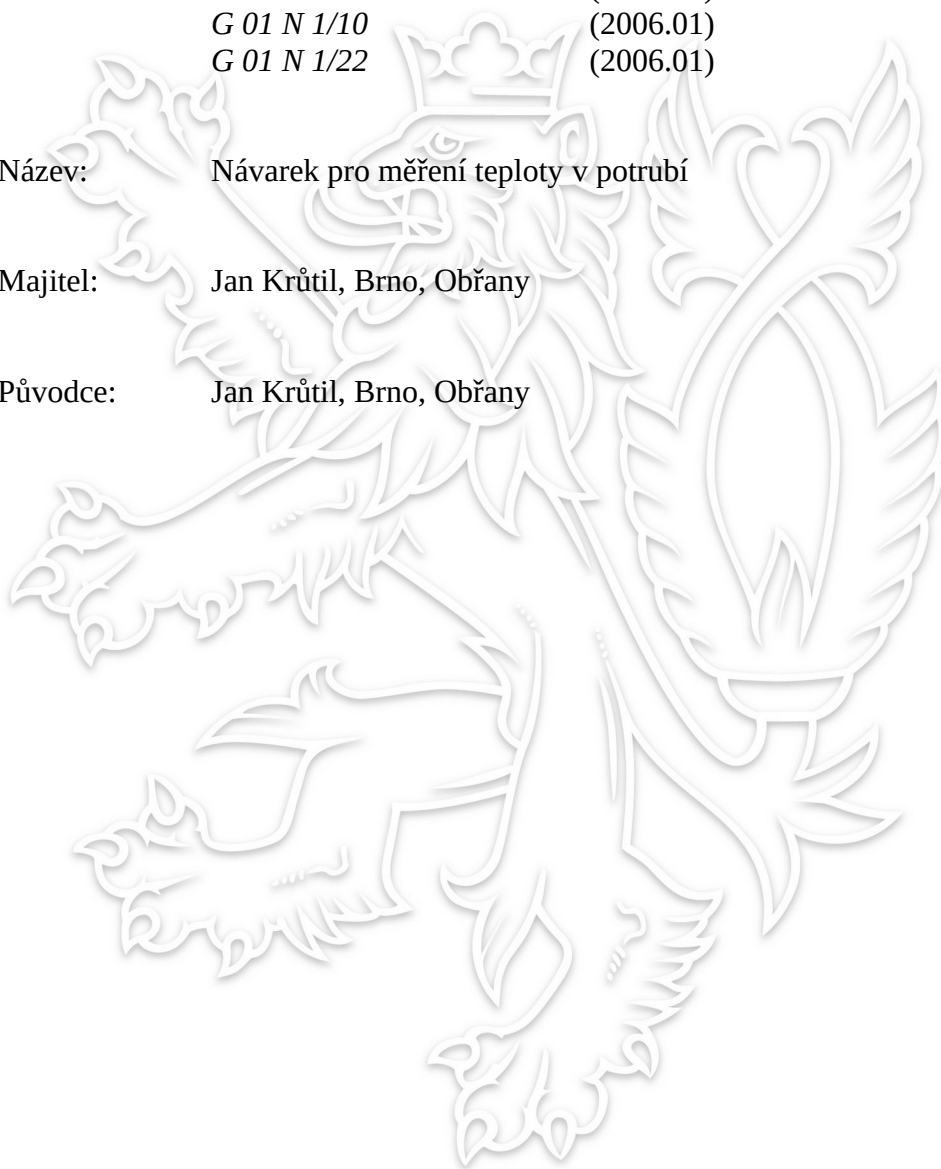 G 01 N 1/10 (2006.01)
G 01 N 1/22 (2006.01)
Název: Návarek pro měření teploty v potrubí
Majitel: Jan Krůtil, Brno, Obřany
Původce: Jan Krůtil, Brno, Obřany